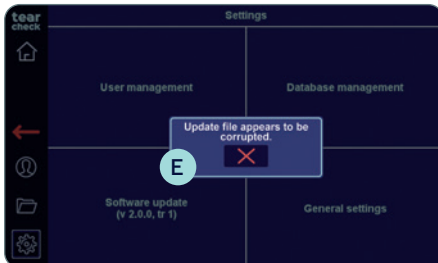 tear
check
Settings
User management
Database management
Update file appears to be
corrupted.
E
Software update
(v 2.0.0, tr 1)
General settings